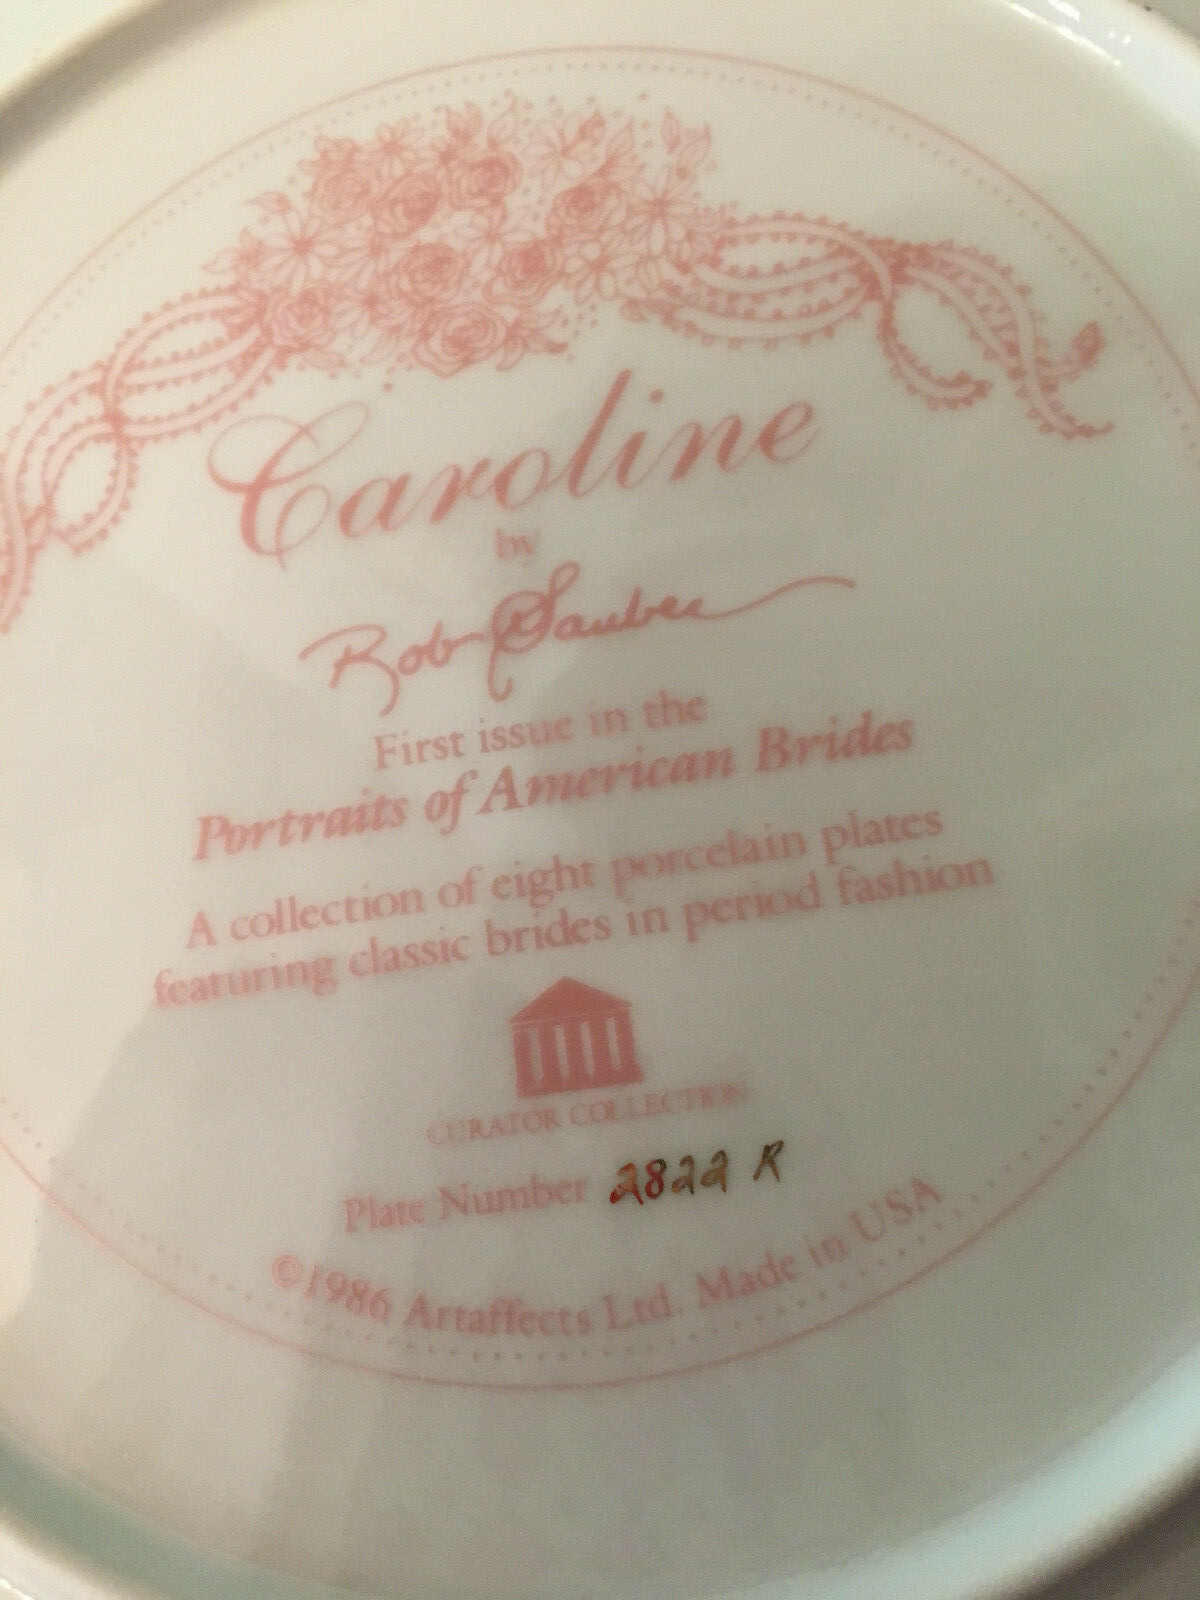 Caroline
by
Rob Sauber
First issue in the
Portraits of American Brides
A collection of eight porcelain plates
featuring classic brides in period fashion
CURATOR COLLECTION
Plate Number 2822 R
©1986 Artaffects Ltd. Made in USA